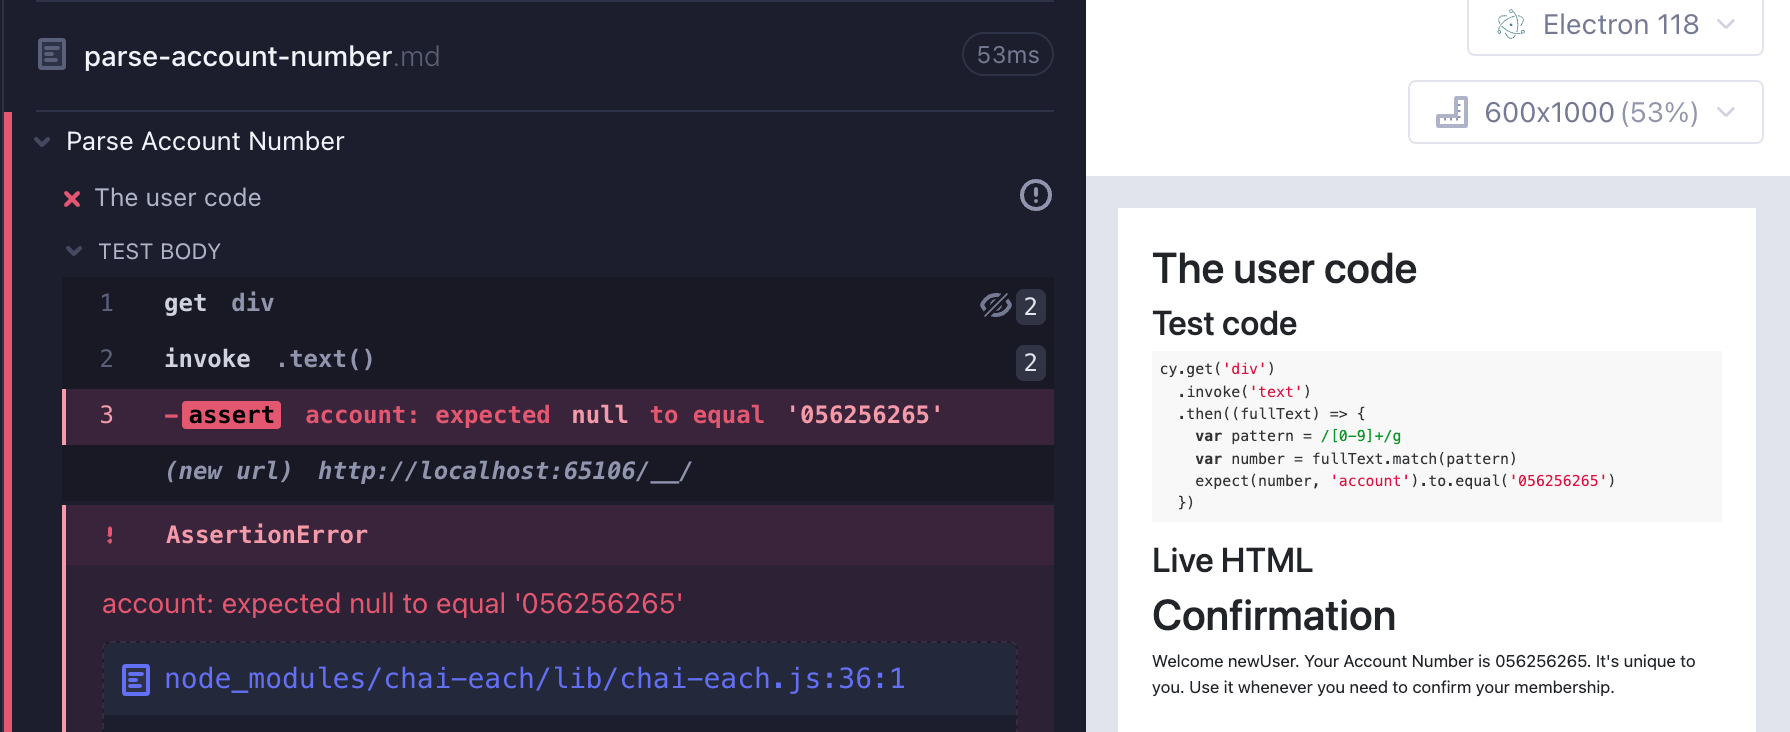 parse-account-number.md
53ms
Parse Account Number
The user code
TEST BODY
1 get div 2
2 invoke .text() 2
3 -assert account: expected null to equal '056256265'
(new url) http://localhost:65106/__/
! AssertionError
account: expected null to equal '056256265'
node_modules/chai-each/lib/chai-each.js:36:1
Electron 118
600x1000 (53%)
The user code
Test code
cy.get('div')
.invoke('text')
.then((fullText) => {
var pattern = /[0-9]+/g
var number = fullText.match(pattern)
expect(number, 'account').to.equal('056256265')
})
Live HTML
Confirmation
Welcome newUser. Your Account Number is 056256265. It's unique to
you. Use it whenever you need to confirm your membership.